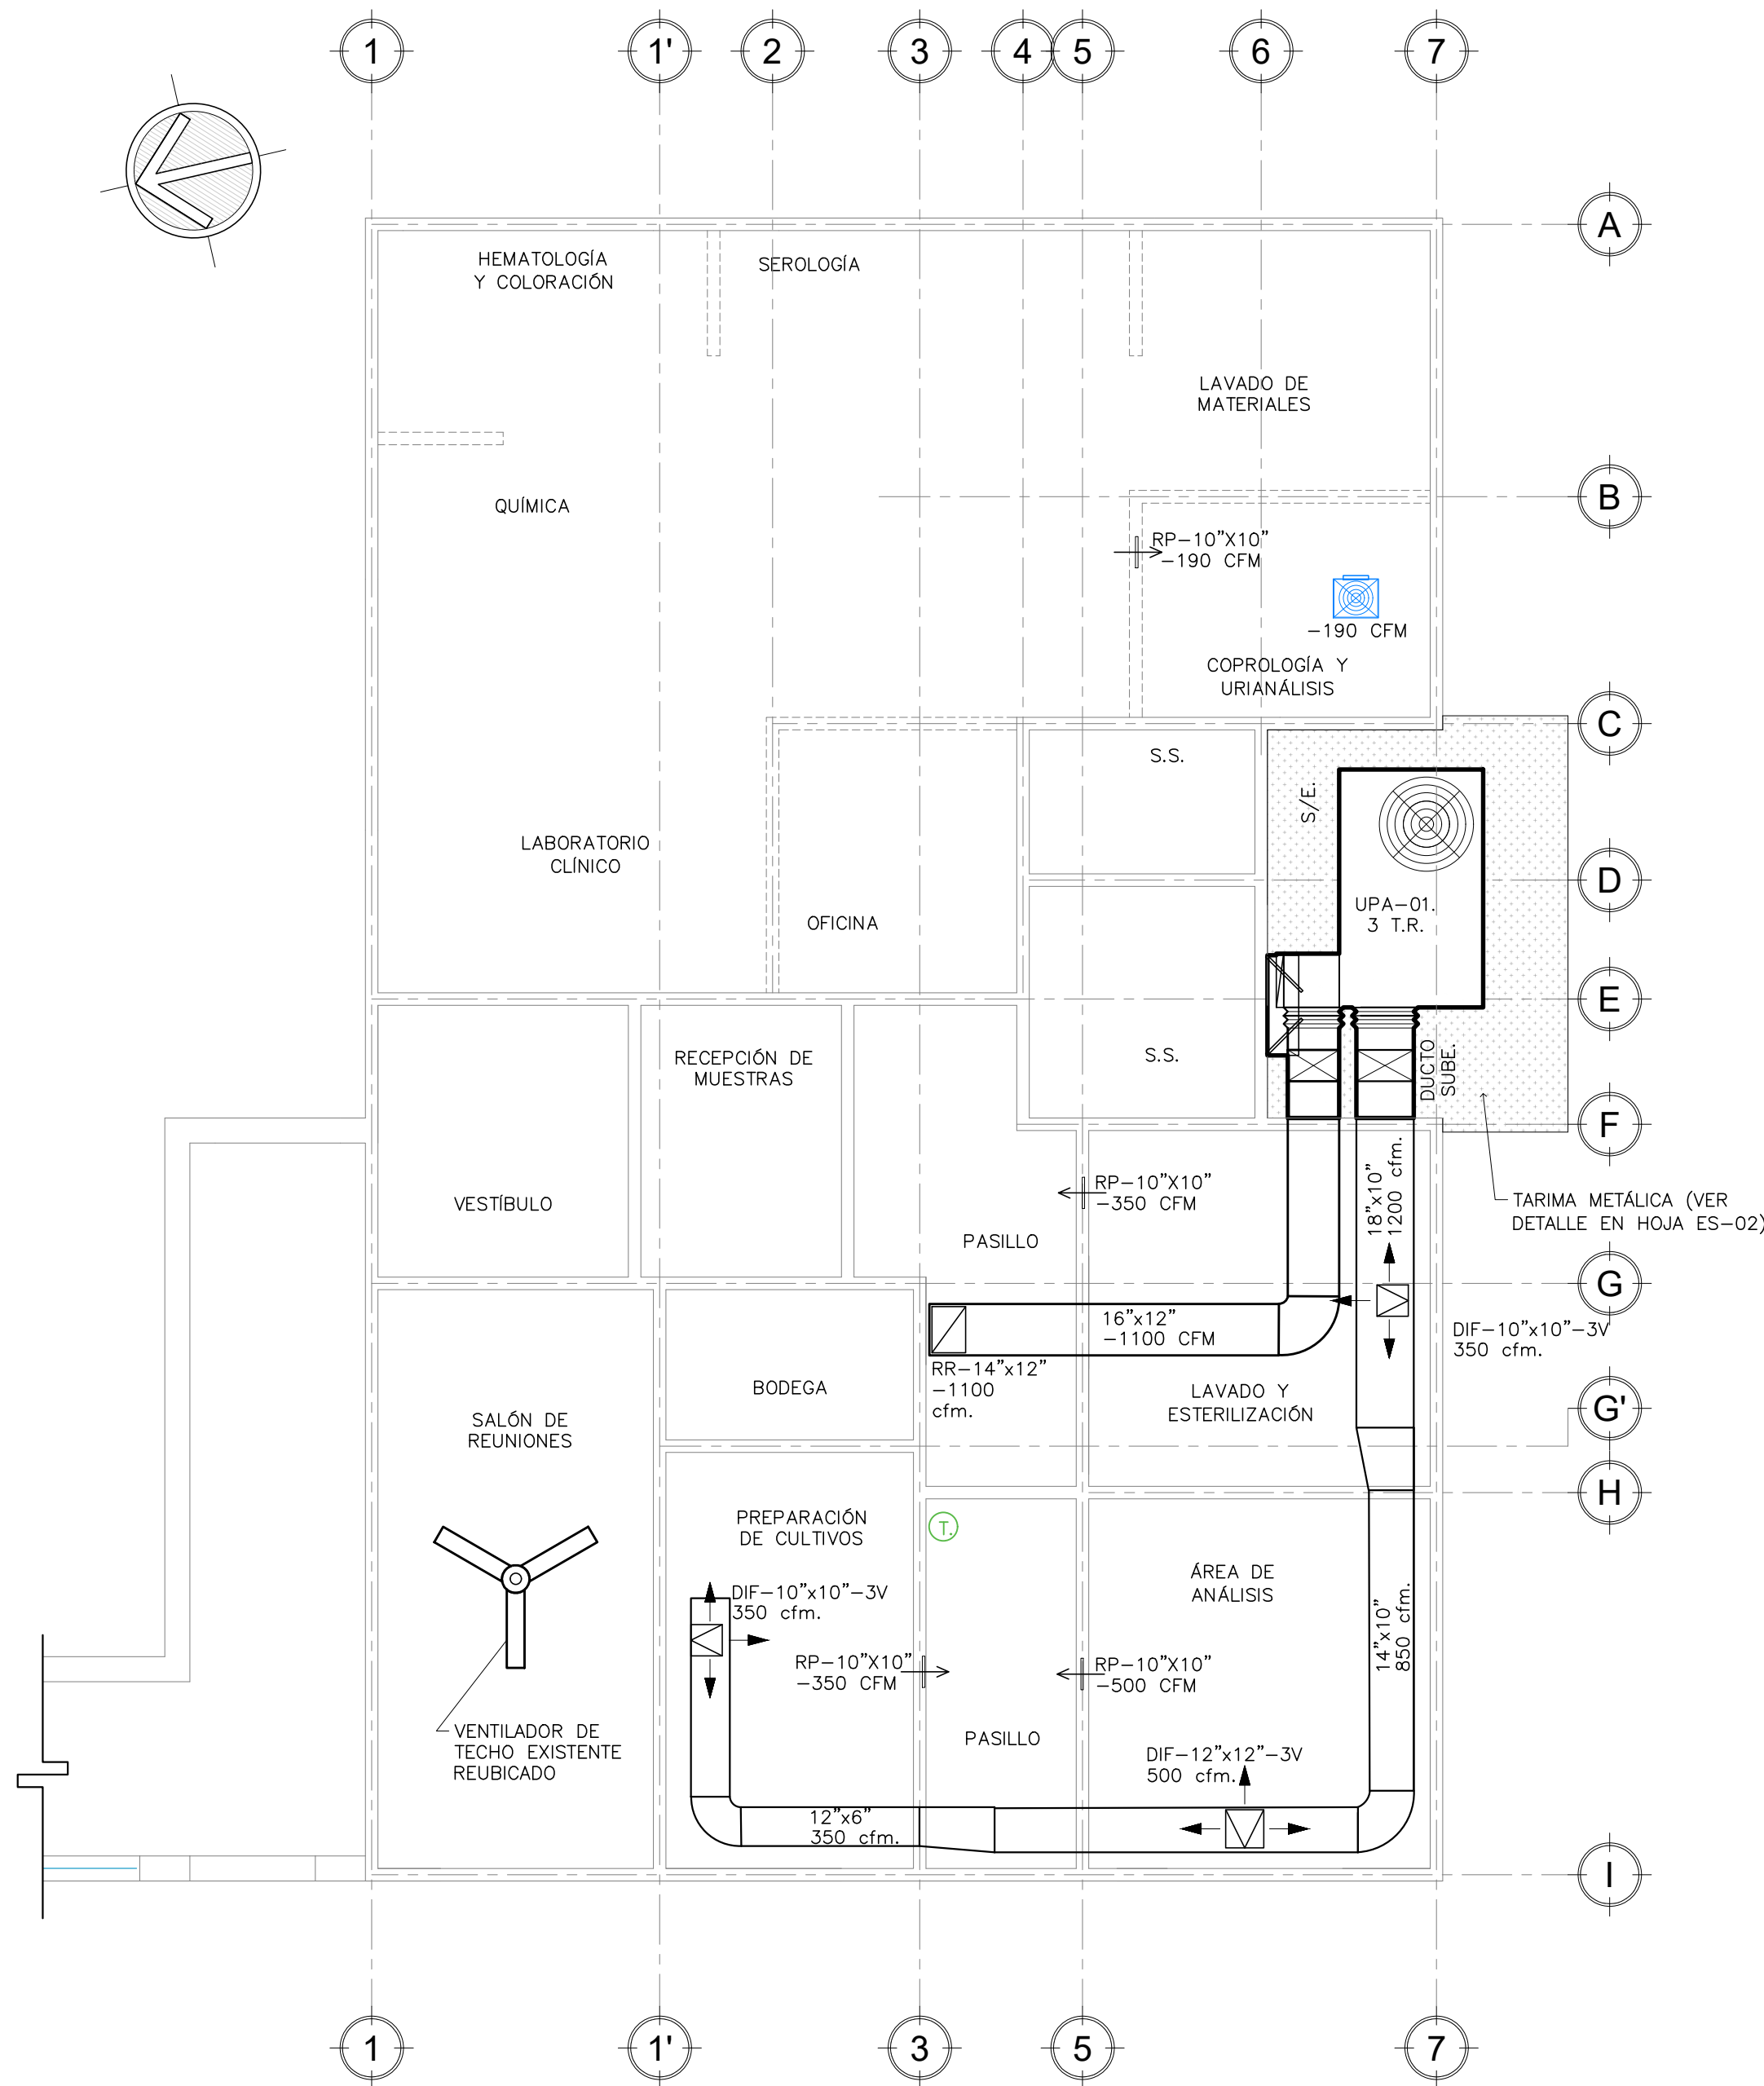 1
1'
2
3
4
5
6
7
A
HEMATOLOGÍA
Y COLORACIÓN
SEROLOGÍA
LAVADO DE
MATERIALES
B
QUÍMICA
RP-10”X10”
-190 CFM
-190 CFM
COPROLOGÍA Y
URIANÁLISIS
C
S.S.
S/E.
LABORATORIO
CLÍNICO
D
OFICINA
UPA-01.
3 T.R.
E
RECEPCIÓN DE
MUESTRAS
S.S.
DUCTO
SUBE.
F
VESTÍBULO
RP-10”X10”
-350 CFM
18”x10”
1200 cfm.
TARIMA METÁLICA (VER
DETALLE EN HOJA ES-02)
PASILLO
G
16”x12”
-1100 CFM
DIF-10”x10”-3V
350 cfm.
RR-14”x12”
-1100
cfm.
BODEGA
LAVADO Y
ESTERILIZACIÓN
G'
SALÓN DE
REUNIONES
H
PREPARACIÓN
DE CULTIVOS
T.
ÁREA DE
ANÁLISIS
DIF-10”x10”-3V
350 cfm.
14”x10”
850 cfm.
RP-10”X10”
-350 CFM
RP-10”X10”
-500 CFM
VENTILADOR DE
TECHO EXISTENTE
REUBICADO
PASILLO
DIF-12”x12”-3V
500 cfm.
12”x6”
350 cfm.
I
1
1'
3
5
7